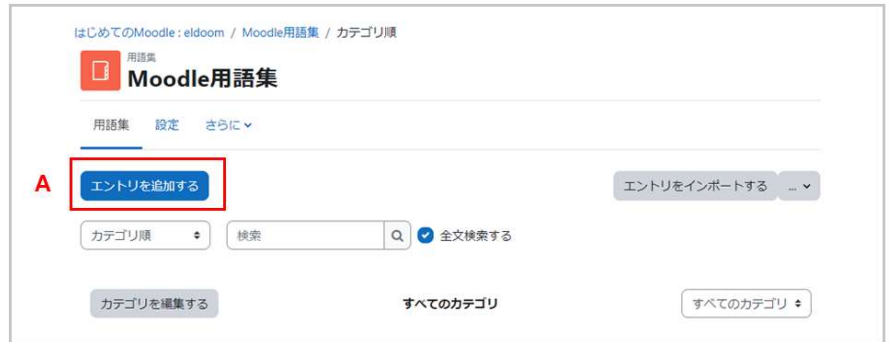 はじめてのMoodle : eldoom / Moodle用語集 / カテゴリ順
用語集
Moodle用語集
用語集 設定 さらに
A エントリを追加する エントリをインポートする ...
カテゴリ順 検索 全文検索する
カテゴリを編集する すべてのカテゴリ すべてのカテゴリ